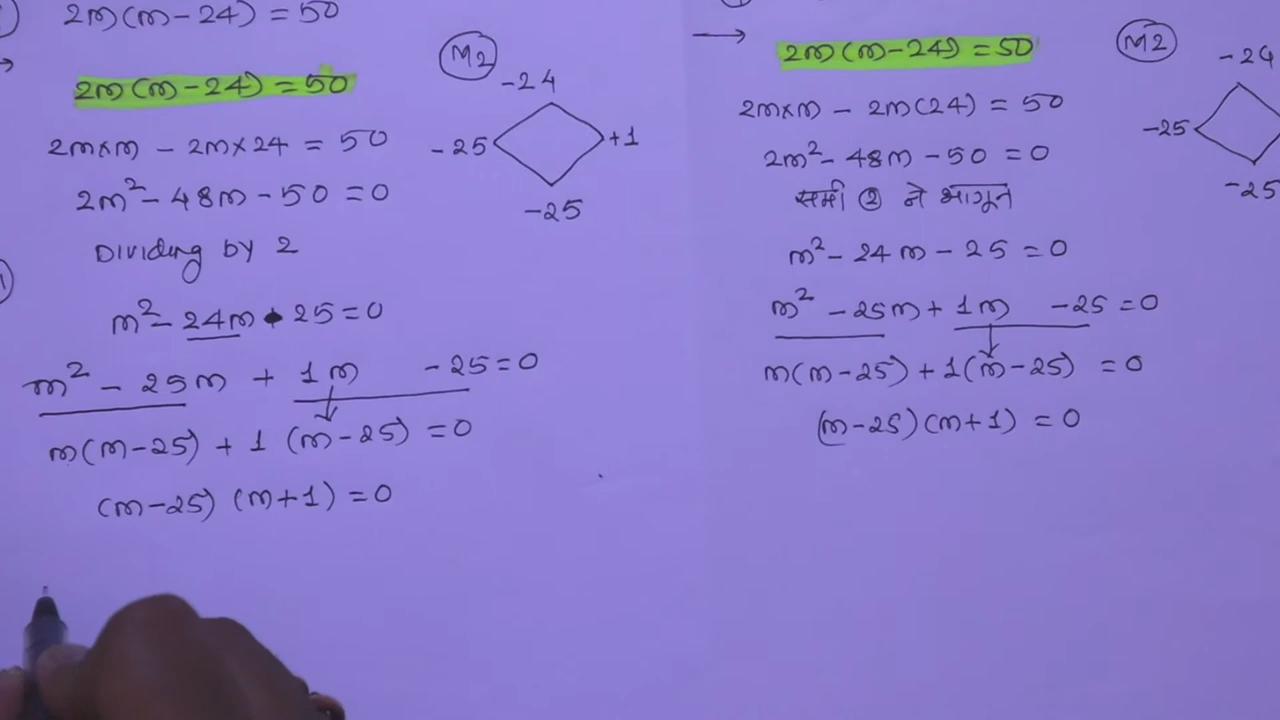 2m(m-24) = 50
2m(m-24) = 50
M2
-24
-25
+1
-25
2m×m - 2m×24 = 50
2m² - 48m - 50 = 0
Dividing by 2
m² - 24m - 25 = 0
m² - 25m + 1m - 25 = 0
m(m-25) + 1 (m-25) = 0
(m-25) (m+1) = 0
2m(m-24) = 50
M2
-24
-25
-25
2m×m - 2m(24) = 50
2m² - 48m - 50 = 0
समी ② ने भागून
m² - 24m - 25 = 0
m² - 25m + 1m - 25 = 0
m(m-25) + 1(m-25) = 0
(m-25)(m+1) = 0